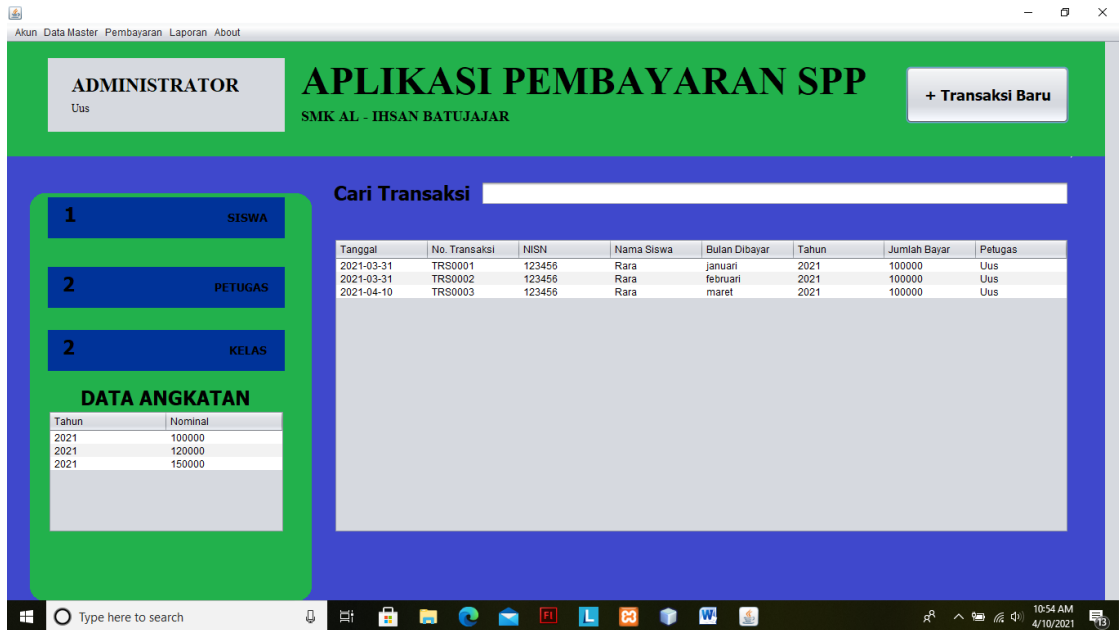 Akun Data Master Pembayaran Laporan About
ADMINISTRATOR
Uus
APLIKASI PEMBAYARAN SPP
SMK AL - IHSAN BATUJAJAR
+ Transaksi Baru
1 SISWA
2 PETUGAS
2 KELAS
DATA ANGKATAN
Tahun Nominal
2021 100000
2021 120000
2021 150000
Cari Transaksi
Tanggal No. Transaksi NISN Nama Siswa Bulan Dibayar Tahun Jumlah Bayar Petugas
2021-03-31 TRS0001 123456 Rara januari 2021 100000 Uus
2021-03-31 TRS0002 123456 Rara februari 2021 100000 Uus
2021-04-10 TRS0003 123456 Rara maret 2021 100000 Uus
Type here to search
10:54 AM
4/10/2021
13